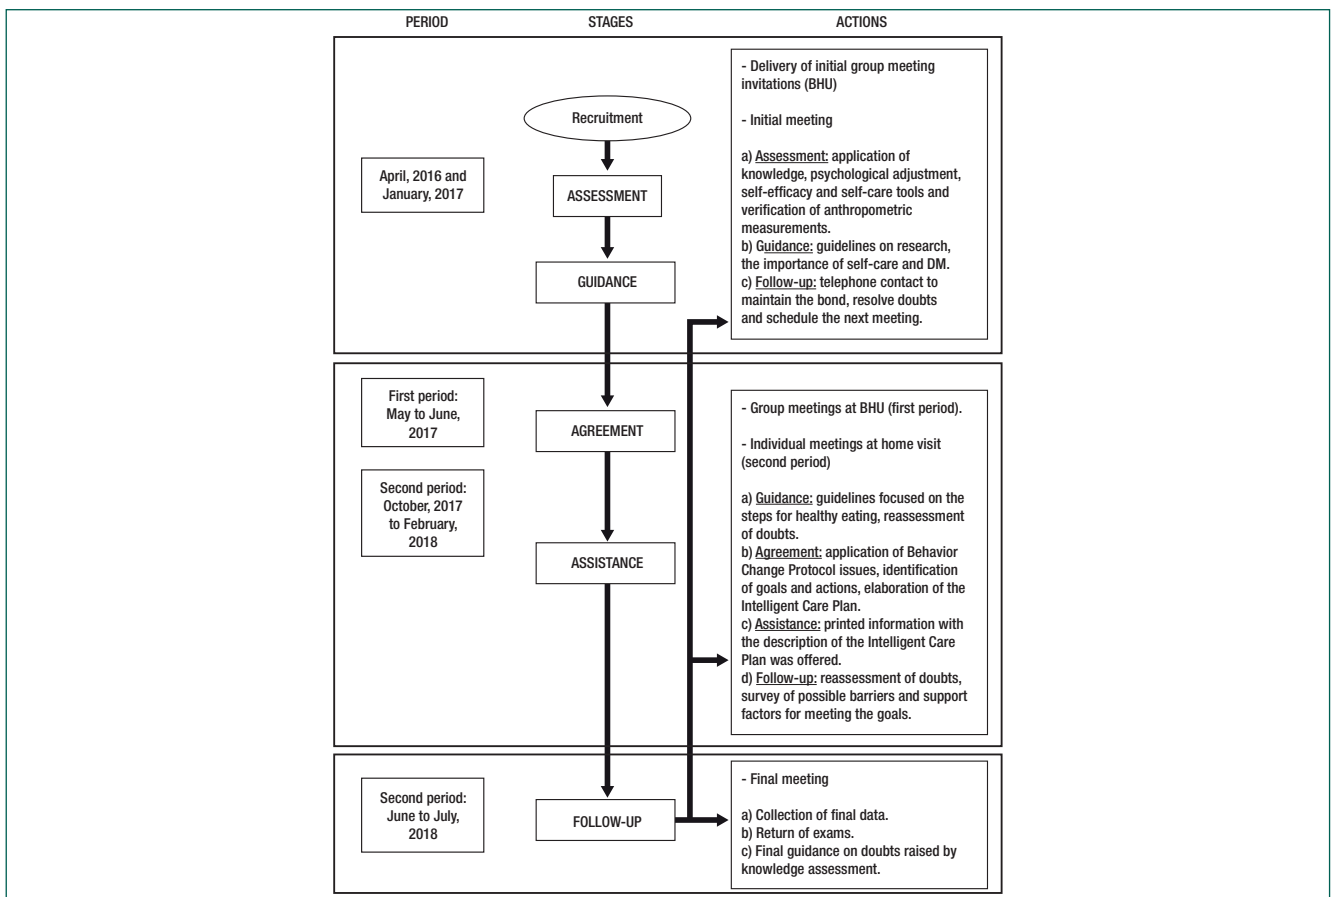 PERIOD
STAGES
ACTIONS
Recruitment
April, 2016 and
January, 2017
ASSESSMENT
GUIDANCE
- Delivery of initial group meeting
invitations (BHU)
- Initial meeting
a) Assessment: application of
knowledge, psychological adjustment,
self-efficacy and self-care tools and
verification of anthropometric
measurements.
b) Guidance: guidelines on research,
the importance of self-care and DM.
c) Follow-up: telephone contact to
maintain the bond, resolve doubts
and schedule the next meeting.
First period:
May to June,
2017
Second period:
October, 2017
to February,
2018
AGREEMENT
ASSISTANCE
- Group meetings at BHU (first period).
- Individual meetings at home visit
(second period)
a) Guidance: guidelines focused on the
steps for healthy eating, reassessment
of doubts.
b) Agreement: application of Behavior
Change Protocol issues, identification
of goals and actions, elaboration of the
Intelligent Care Plan.
c) Assistance: printed information with
the description of the Intelligent Care
Plan was offered.
d) Follow-up: reassessment of doubts,
survey of possible barriers and support
factors for meeting the goals.
Second period:
June to July,
2018
FOLLOW-UP
- Final meeting
a) Collection of final data.
b) Return of exams.
c) Final guidance on doubts raised by
knowledge assessment.